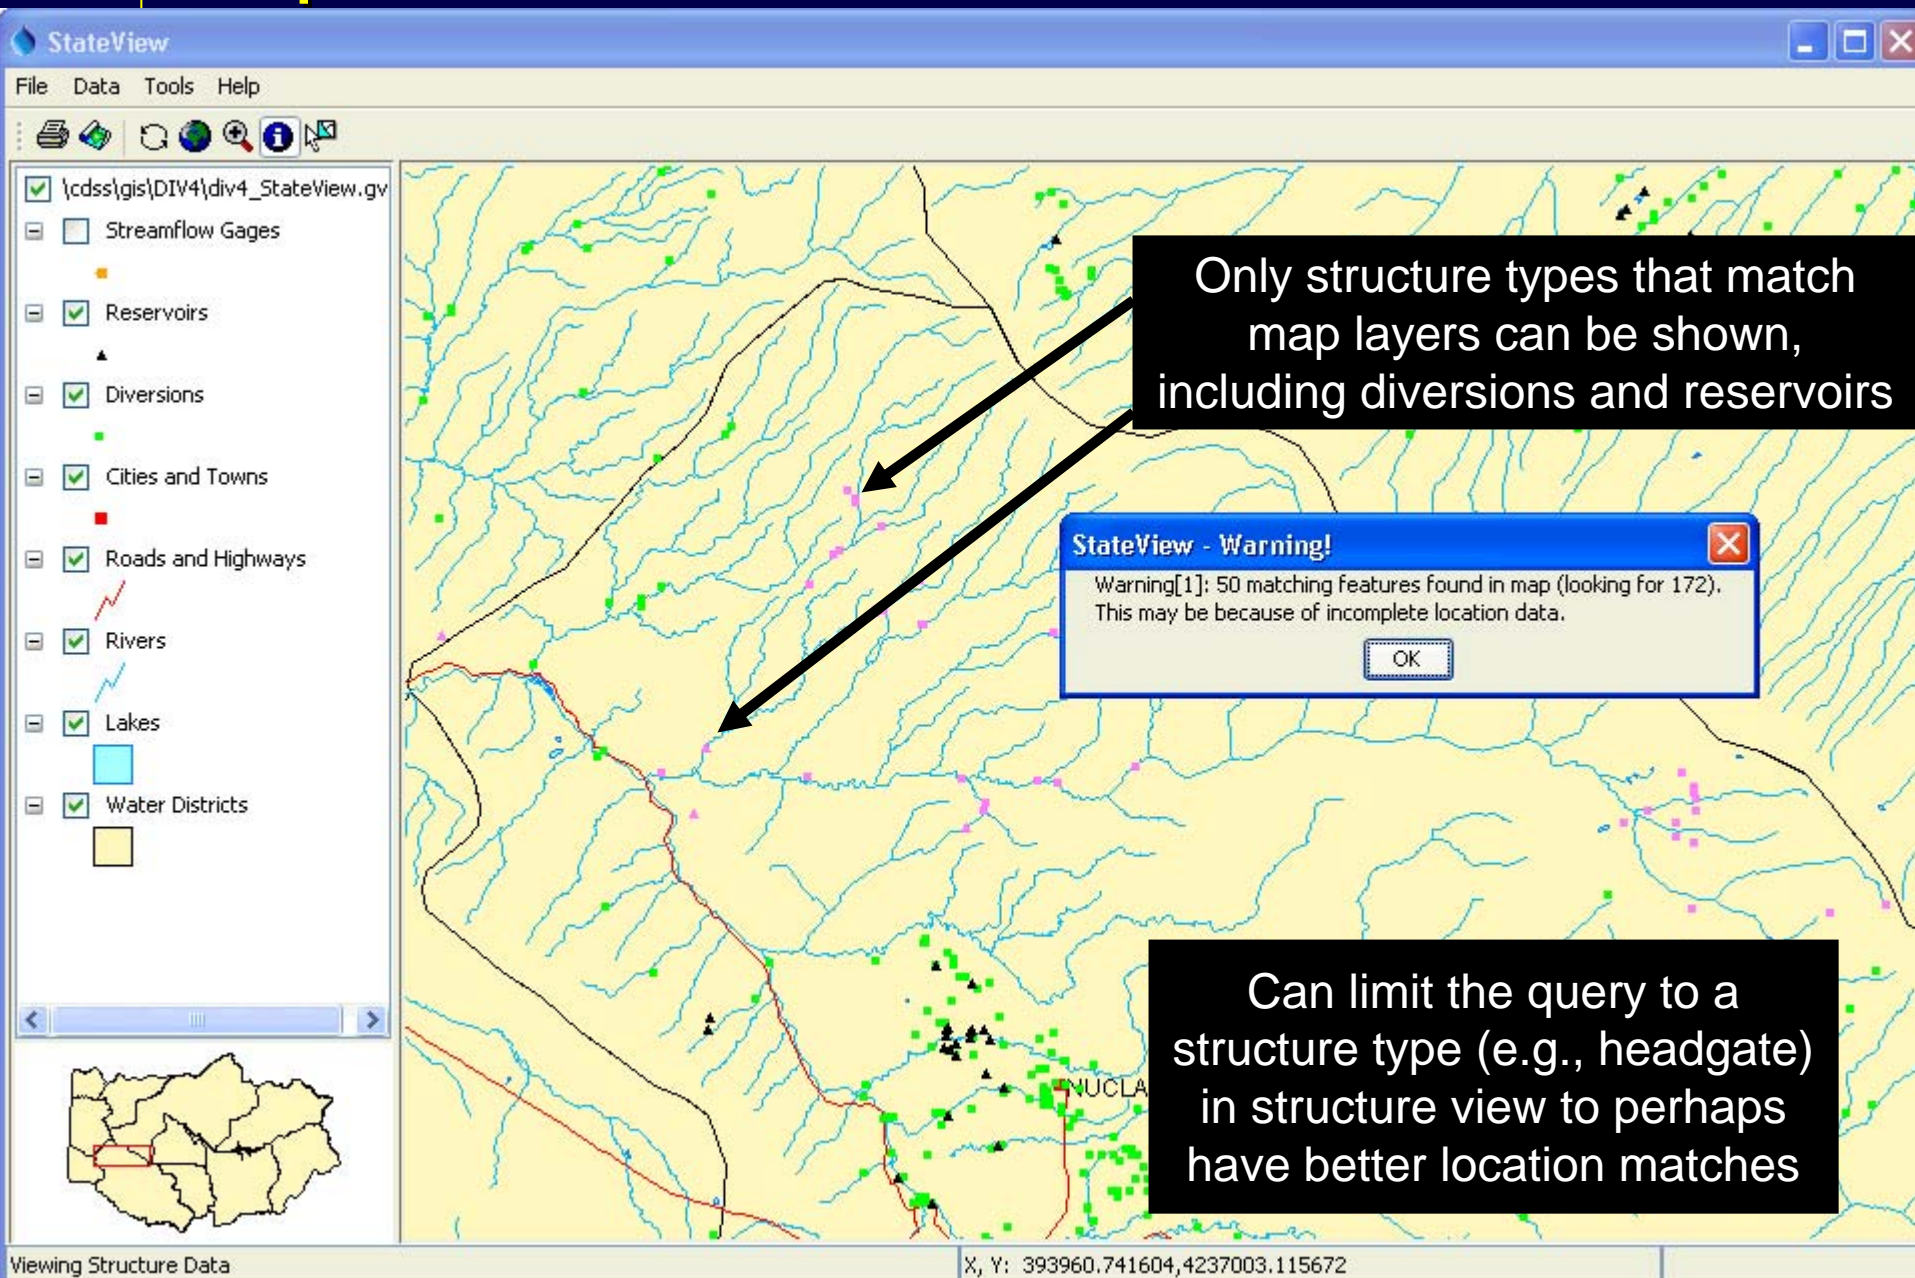 StateView
File Data Tools Help
\cdss\gis\DIV4\div4_StateView.gv
Streamflow Gages
Reservoirs
Diversions
Cities and Towns
Roads and Highways
Rivers
Lakes
Water Districts
Only structure types that match
map layers can be shown,
including diversions and reservoirs
StateView - Warning!
Warning[1]: 50 matching features found in map (looking for 172).
This may be because of incomplete location data.
OK
NUCLA
Can limit the query to a
structure type (e.g., headgate)
in structure view to perhaps
have better location matches
Viewing Structure Data
X, Y: 393960.741604,4237003.115672